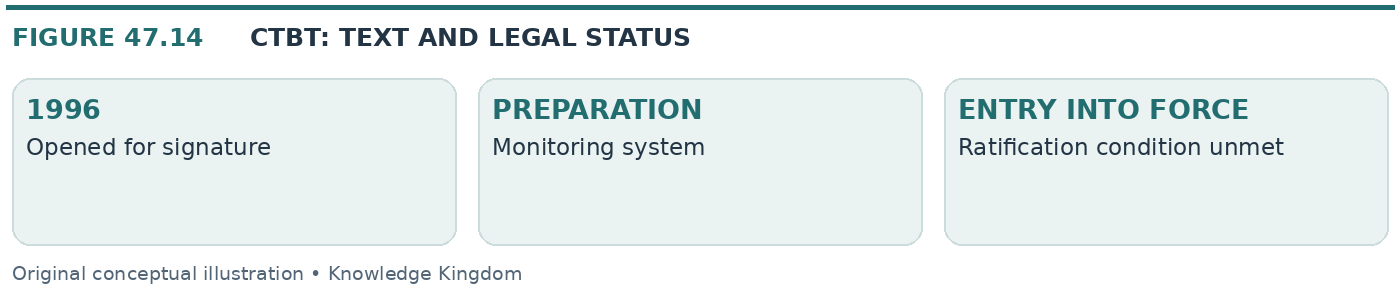 FIGURE 47.14 CTBT: TEXT AND LEGAL STATUS
1996
Opened for signature
PREPARATION
Monitoring system
ENTRY INTO FORCE
Ratification condition unmet
Original conceptual illustration • Knowledge Kingdom